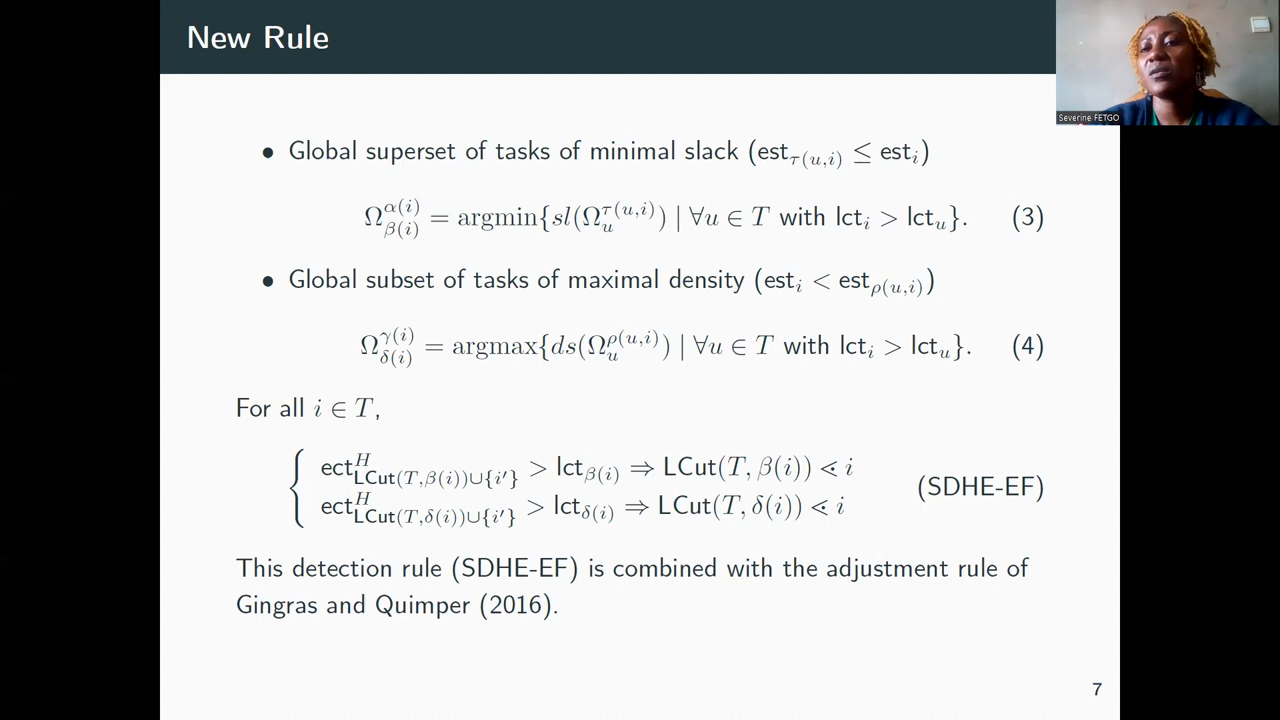 New Rule
Severine FETGO
• Global superset of tasks of minimal slack (est_{τ(u,i)} ≤ est_i)
Ω^{α(i)}_{β(i)} = argmin{sl(Ω^{τ(u,i)}_u) | ∀u ∈ T with lct_i > lct_u}. (3)
• Global subset of tasks of maximal density (est_i < est_{ρ(u,i)})
Ω^{γ(i)}_{δ(i)} = argmax{ds(Ω^{ρ(u,i)}_u) | ∀u ∈ T with lct_i > lct_u}. (4)
For all i ∈ T,
ect^H_{LCut(T,β(i))∪{i′}} > lct_{β(i)} ⇒ LCut(T, β(i)) ⋖ i
ect^H_{LCut(T,δ(i))∪{i′}} > lct_{δ(i)} ⇒ LCut(T, δ(i)) ⋖ i
(SDHE-EF)
This detection rule (SDHE-EF) is combined with the adjustment rule of
Gingras and Quimper (2016).
7